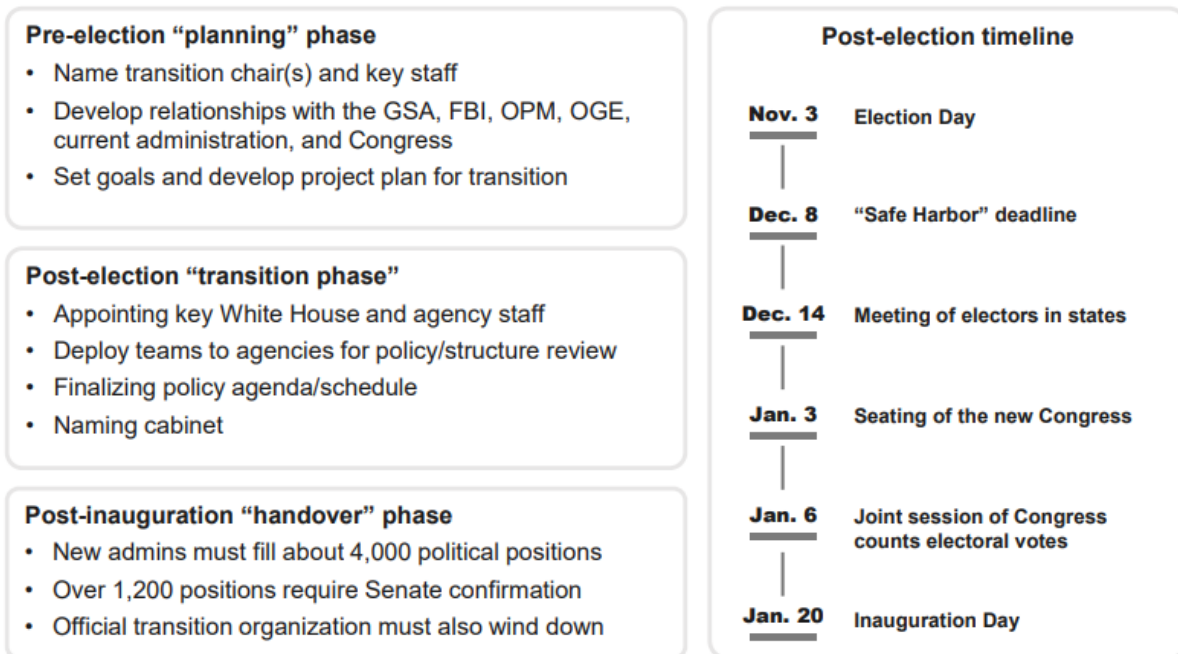 Pre-election “planning” phase
• Name transition chair(s) and key staff
• Develop relationships with the GSA, FBI, OPM, OGE,
current administration, and Congress
• Set goals and develop project plan for transition
Post-election “transition phase”
• Appointing key White House and agency staff
• Deploy teams to agencies for policy/structure review
• Finalizing policy agenda/schedule
• Naming cabinet
Post-inauguration “handover” phase
• New admins must fill about 4,000 political positions
• Over 1,200 positions require Senate confirmation
• Official transition organization must also wind down
Post-election timeline
Nov. 3 Election Day
Dec. 8 “Safe Harbor” deadline
Dec. 14 Meeting of electors in states
Jan. 3 Seating of the new Congress
Jan. 6 Joint session of Congress
counts electoral votes
Jan. 20 Inauguration Day